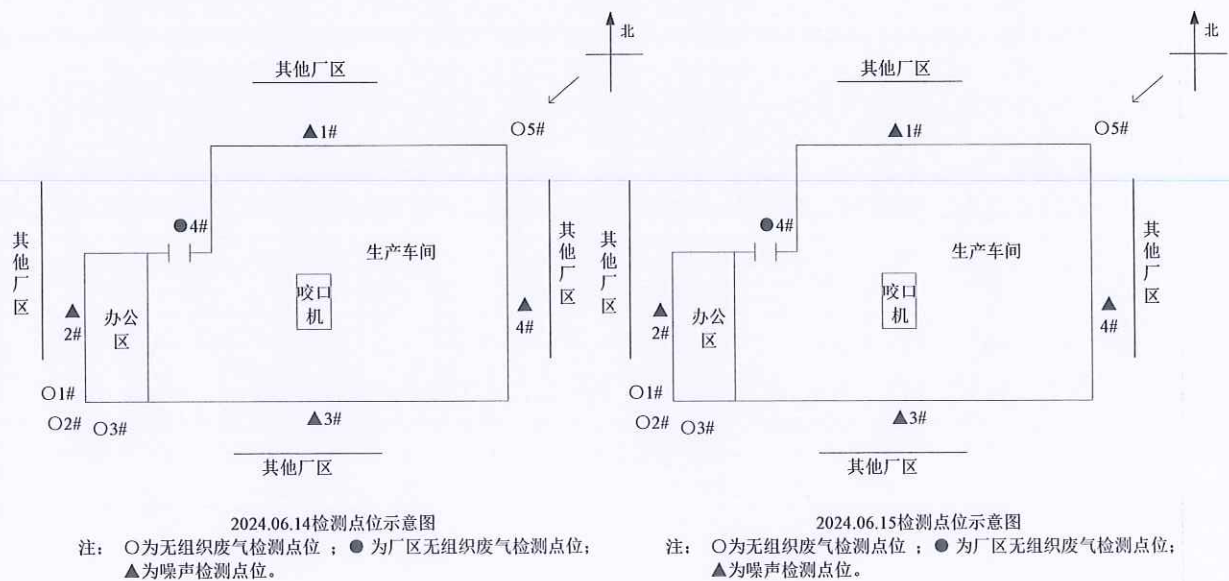 北
其他厂区
▲1#
○5#
●4#
其他厂区
生产车间
咬口机
其他厂区
▲
2#
办公区
▲
4#
○1#
○2#
○3#
▲3#
其他厂区
2024.06.14检测点位示意图
注： ○为无组织废气检测点位 ；● 为厂区无组织废气检测点位；
▲为噪声检测点位。
北
其他厂区
▲1#
○5#
●4#
其他厂区
生产车间
咬口机
其他厂区
▲
2#
办公区
▲
4#
○1#
○2#
○3#
▲3#
其他厂区
2024.06.15检测点位示意图
注： ○为无组织废气检测点位 ；● 为厂区无组织废气检测点位；
▲为噪声检测点位。